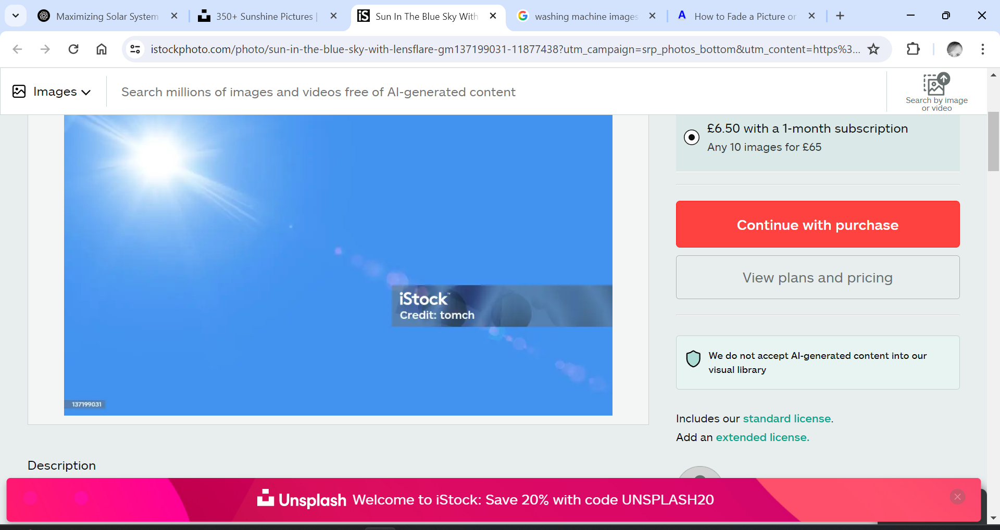 Maximizing Solar System
350+ Sunshine Pictures |
iS Sun In The Blue Sky With
washing machine images
How to Fade a Picture or
istockphoto.com/photo/sun-in-the-blue-sky-with-lensflare-gm137199031-11877438?utm_campaign=srp_photos_bottom&utm_content=https%3...
Images
Search millions of images and videos free of AI-generated content
Search by image
or video
£6.50 with a 1-month subscription
Any 10 images for £65
Continue with purchase
View plans and pricing
iStock™
Credit: tomch
137199031
We do not accept AI-generated content into our
visual library
Includes our standard license.
Add an extended license.
Description
Unsplash Welcome to iStock: Save 20% with code UNSPLASH20